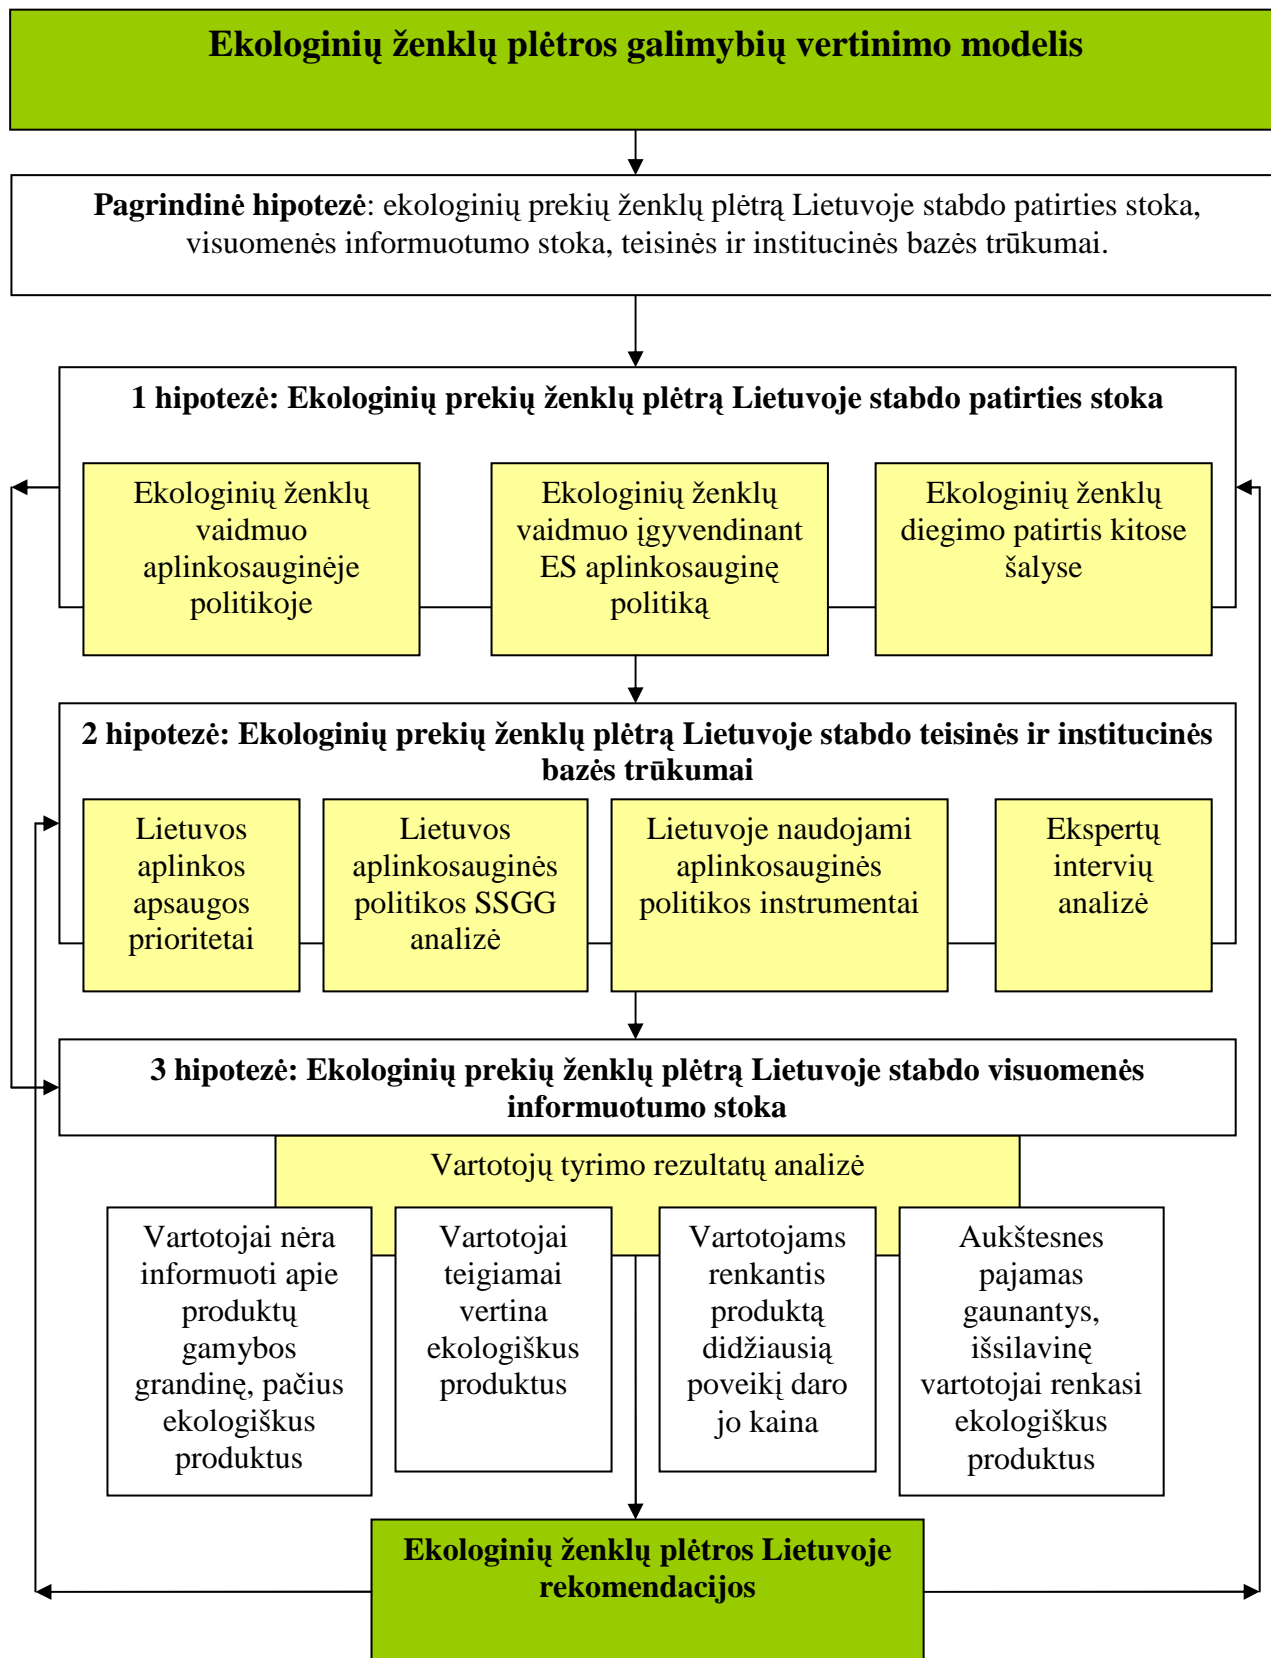 Ekologinių ženklų plėtros galimybių vertinimo modelis
Pagrindinė hipotezė: ekologinių prekių ženklų plėtrą Lietuvoje stabdo patirties stoka,
visuomenės informuotumo stoka, teisinės ir institucinės bazės trūkumai.
1 hipotezė: Ekologinių prekių ženklų plėtrą Lietuvoje stabdo patirties stoka
Ekologinių ženklų
vaidmuo
aplinkosauginėje
politikoje
Ekologinių ženklų
vaidmuo įgyvendinant
ES aplinkosauginę
politiką
Ekologinių ženklų
diegimo patirtis kitose
šalyse
2 hipotezė: Ekologinių prekių ženklų plėtrą Lietuvoje stabdo teisinės ir institucinės
bazės trūkumai
Lietuvos
aplinkos
apsaugos
prioritetai
Lietuvos
aplinkosauginės
politikos SSGG
analizė
Lietuvoje naudojami
aplinkosauginės
politikos instrumentai
Ekspertų
intervių
analizė
3 hipotezė: Ekologinių prekių ženklų plėtrą Lietuvoje stabdo visuomenės
informuotumo stoka
Vartotojų tyrimo rezultatų analizė
Vartotojai nėra
informuoti apie
produktų
gamybos
grandinę, pačius
ekologiškus
produktus
Vartotojai
teigiamai
vertina
ekologiškus
produktus
Vartotojams
renkantis
produktą
didžiausią
poveikį daro
jo kaina
Aukštesnes
pajamas
gaunantys,
išsilavinę
vartotojai renkasi
ekologiškus
produktus
Ekologinių ženklų plėtros Lietuvoje
rekomendacijos